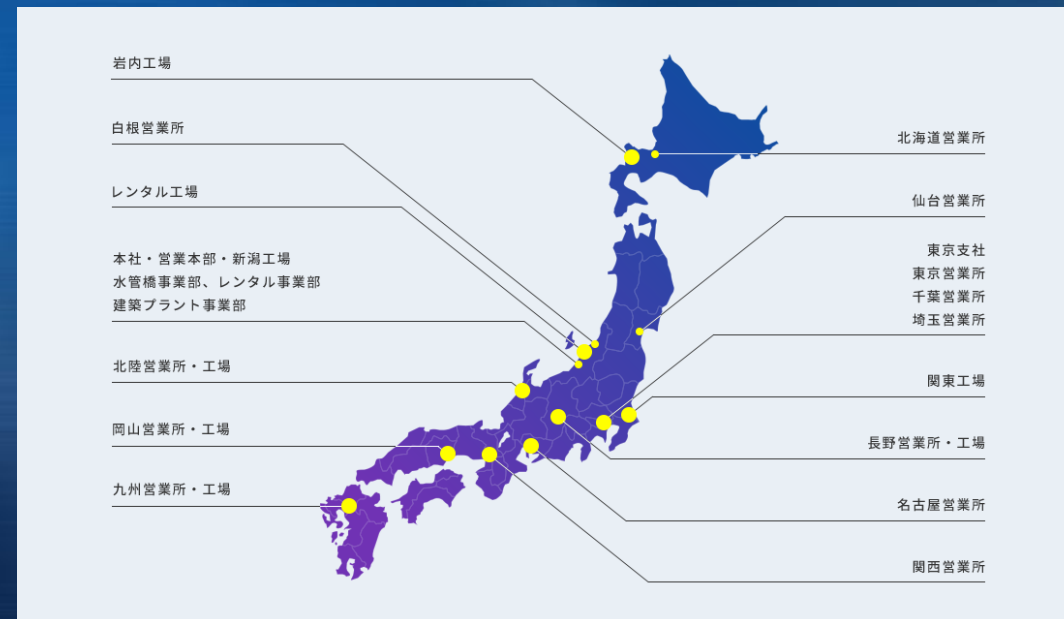 岩内工場
白根営業所
レンタル工場
本社・営業本部・新潟工場
水管橋事業部、レンタル事業部
建築プラント事業部
北陸営業所・工場
岡山営業所・工場
九州営業所・工場
北海道営業所
仙台営業所
東京支社
東京営業所
千葉営業所
埼玉営業所
関東工場
長野営業所・工場
名古屋営業所
関西営業所